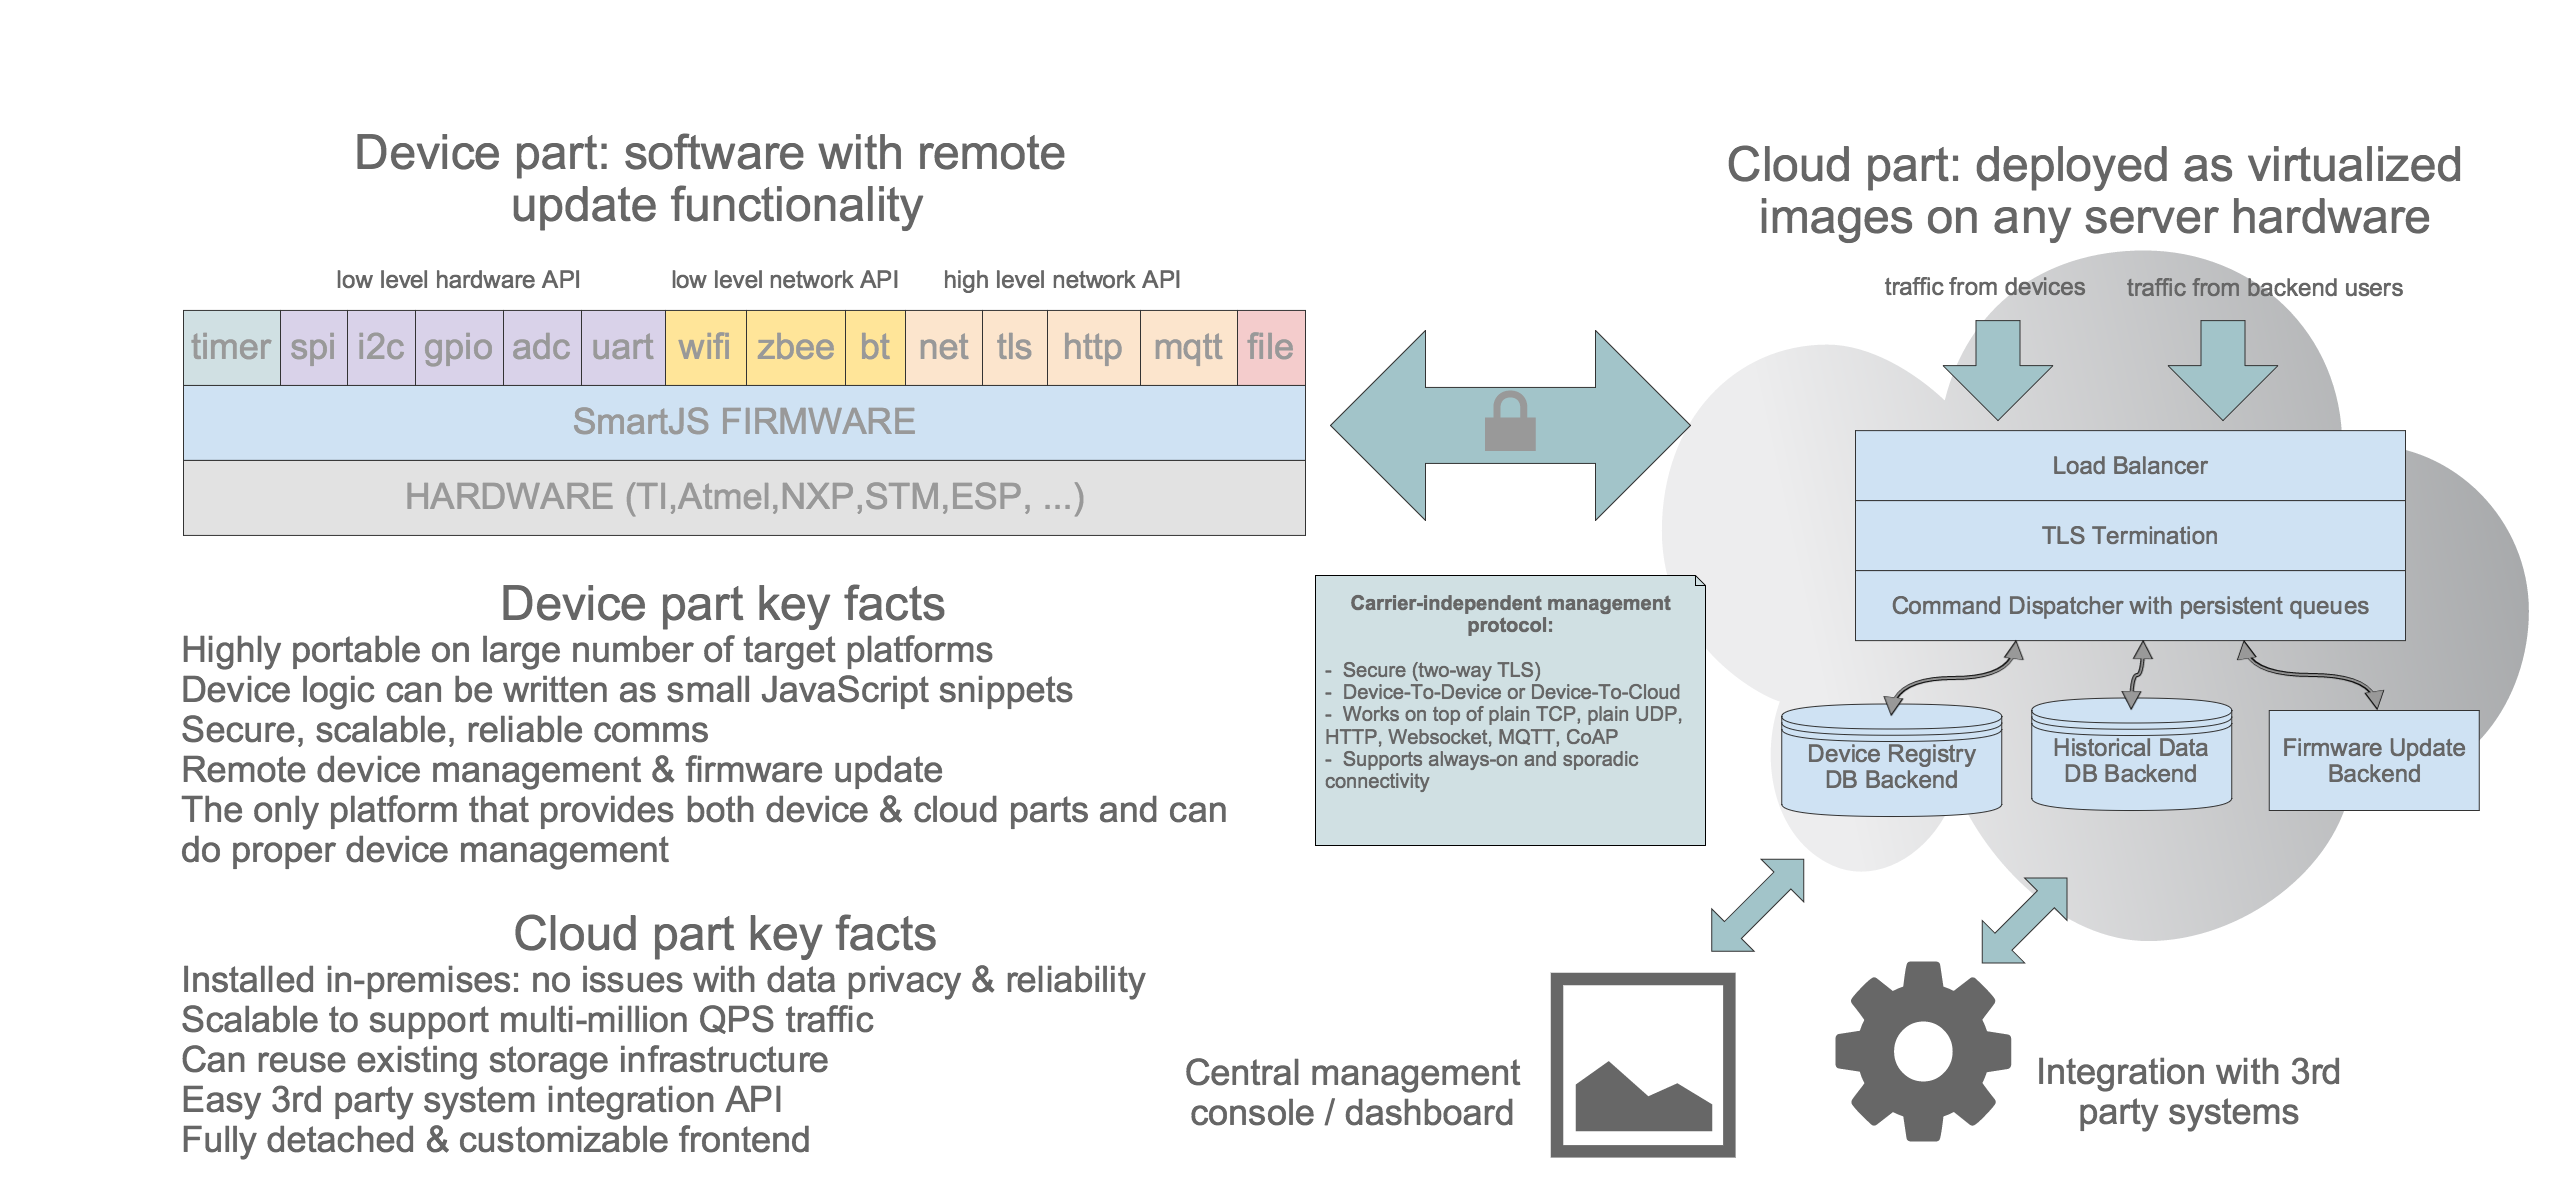 Device part: software with remote
update functionality
low level hardware API
low level network API
high level network API
timer
spi
i2c
gpio
adc
uart
wifi
zbee
bt
net
tls
http
mqtt
file
SmartJS FIRMWARE
HARDWARE (TI,Atmel,NXP,STM,ESP, ...)
Device part key facts
Highly portable on large number of target platforms
Device logic can be written as small JavaScript snippets
Secure, scalable, reliable comms
Remote device management & firmware update
The only platform that provides both device & cloud parts and can
do proper device management
Cloud part key facts
Installed in-premises: no issues with data privacy & reliability
Scalable to support multi-million QPS traffic
Can reuse existing storage infrastructure
Easy 3rd party system integration API
Fully detached & customizable frontend
Carrier-independent management
protocol:
- Secure (two-way TLS)
- Device-To-Device or Device-To-Cloud
- Works on top of plain TCP, plain UDP,
HTTP, Websocket, MQTT, CoAP
- Supports always-on and sporadic
connectivity
Cloud part: deployed as virtualized
images on any server hardware
traffic from devices
traffic from backend users
Load Balancer
TLS Termination
Command Dispatcher with persistent queues
Device Registry
DB Backend
Historical Data
DB Backend
Firmware Update
Backend
Central management
console / dashboard
Integration with 3rd
party systems